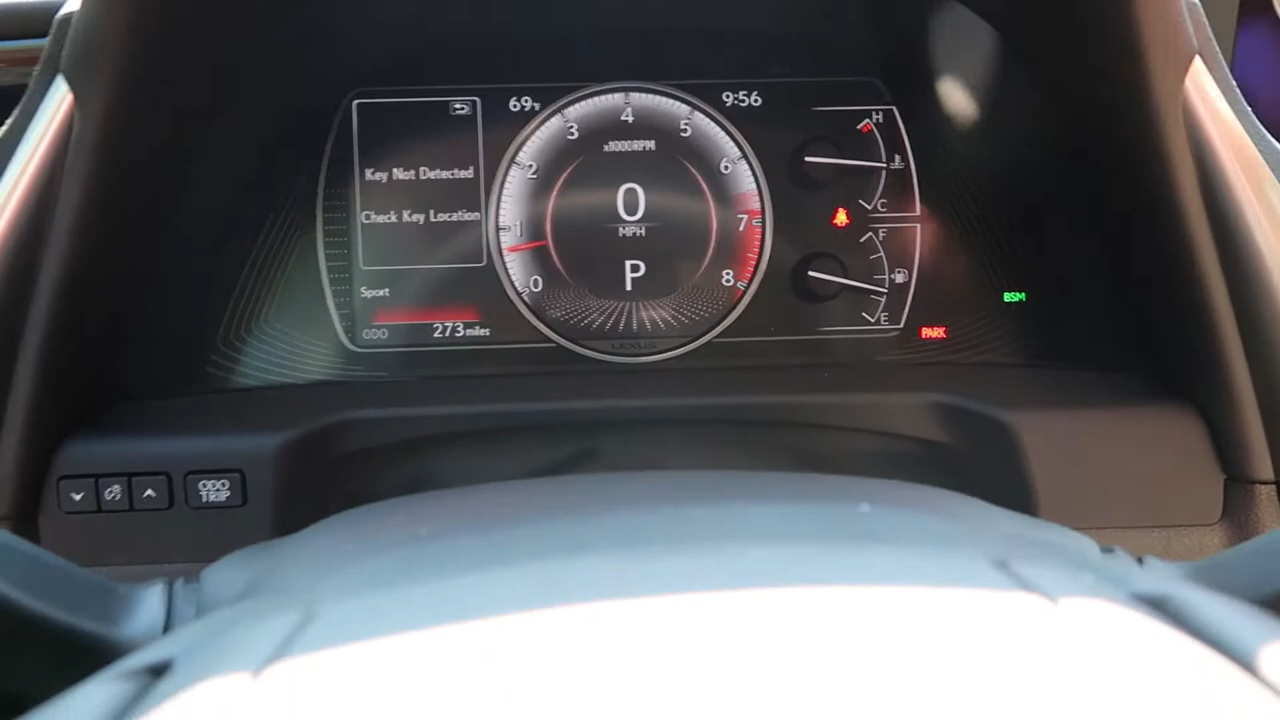 69°F
9:56
Key Not Detected
Check Key Location
Sport
ODO 273 miles
0
1
2
3
4
5
6
7
8
x1000RPM
0
MPH
P
LEXUS
H
C
F
E
BSM
PARK
ODO
TRIP